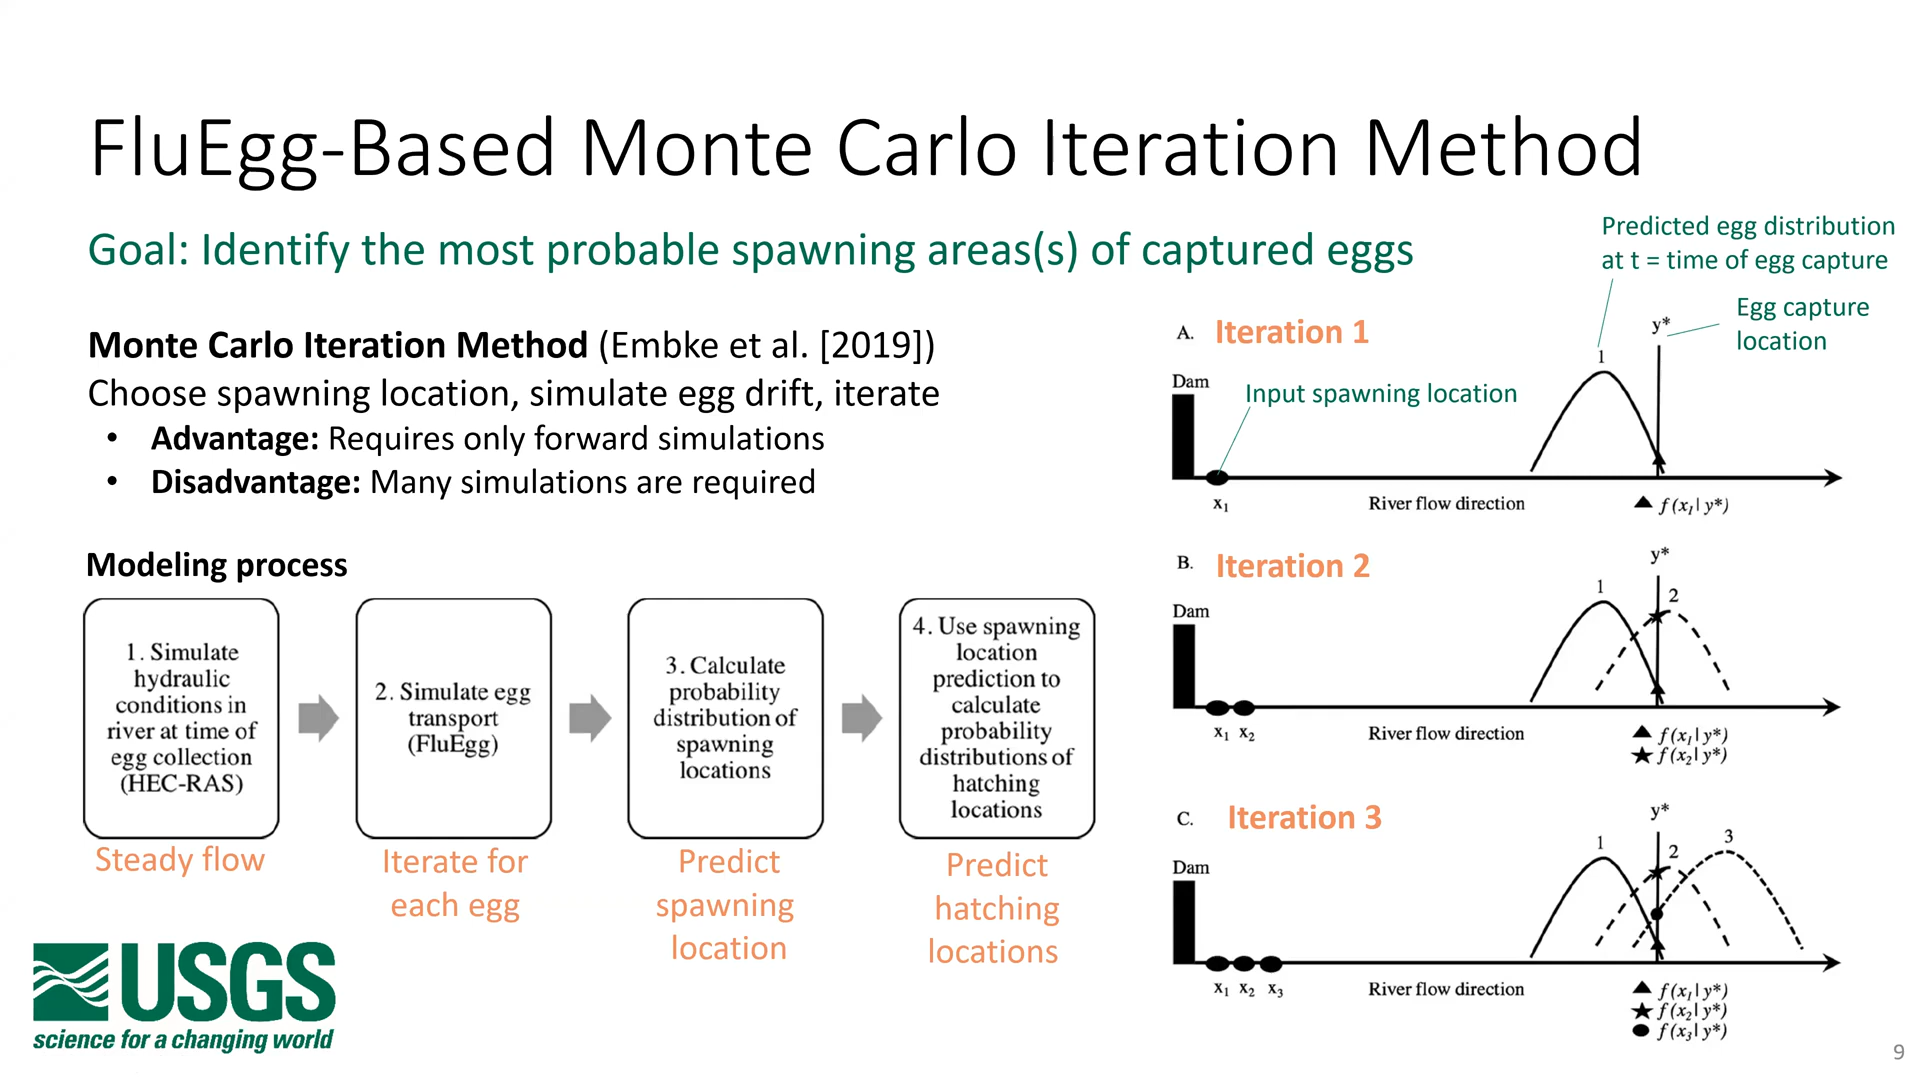 FluEgg-Based Monte Carlo Iteration Method
Goal: Identify the most probable spawning areas(s) of captured eggs
Monte Carlo Iteration Method (Embke et al. [2019])
Choose spawning location, simulate egg drift, iterate
• Advantage: Requires only forward simulations
• Disadvantage: Many simulations are required
Modeling process
1. Simulate
hydraulic
conditions in
river at time of
egg collection
(HEC-RAS)
Steady flow
2. Simulate egg
transport
(FluEgg)
Iterate for
each egg
3. Calculate
probability
distribution of
spawning
locations
Predict
spawning
location
4. Use spawning
location
prediction to
calculate
probability
distributions of
hatching
locations
Predict
hatching
locations
USGS
science for a changing world
Predicted egg distribution
at t = time of egg capture
Egg capture
location
A. Iteration 1
y*
1
Dam
Input spawning location
x₁
River flow direction
▲ f(x₁| y*)
B. Iteration 2
y*
1
2
Dam
x₁ x₂
River flow direction
▲ f(x₁| y*)
★ f(x₂| y*)
C. Iteration 3
y*
1
2
3
Dam
x₁ x₂ x₃
River flow direction
▲ f(x₁| y*)
★ f(x₂| y*)
● f(x₃| y*)
9